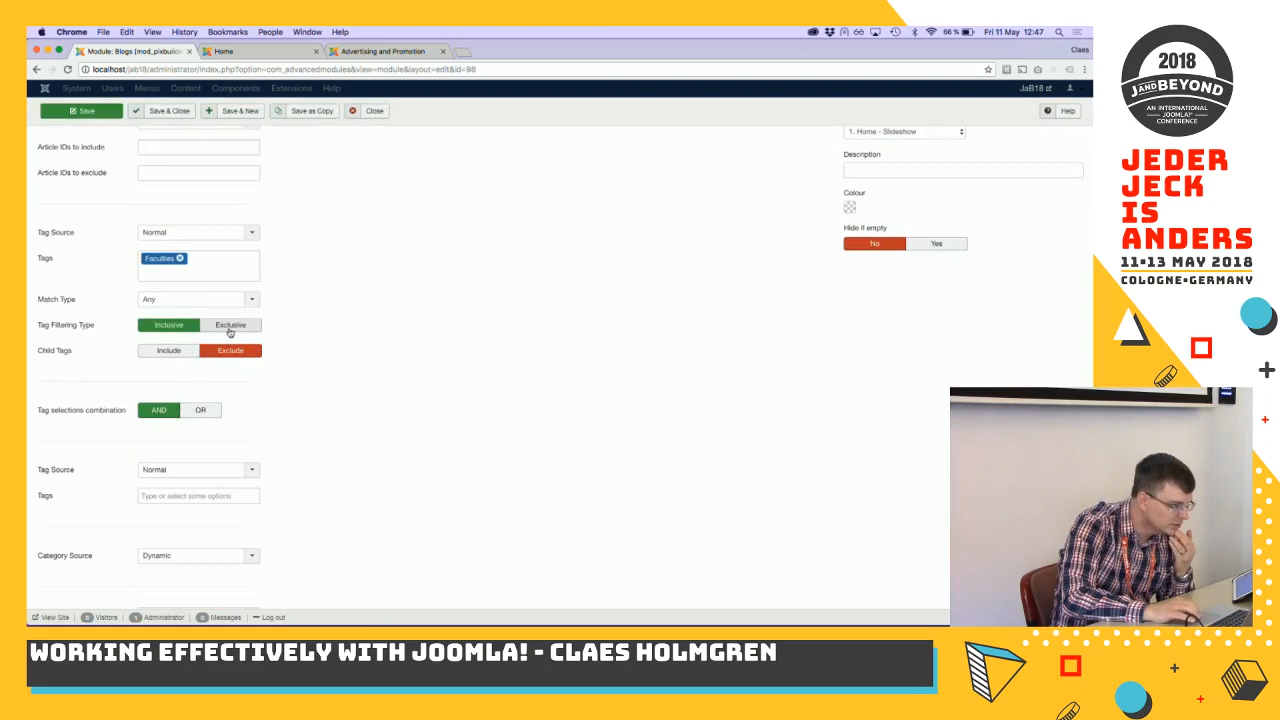 Chrome File Edit View History Bookmarks People Window Help 66% Fri 11 May 12:47
Module: Blogs (mod_pixbuilde Home Advertising and Promotion Claes
localhost/jab18/administrator/index.php?option=com_advancedmodules&view=module&layout=edit&id=98
System Users Menus Content Components Extensions Help JaB18
Save Save & Close Save & New Save as Copy Close Help
Article IDs to include
Article IDs to exclude
Tag Source Normal
Tags Faculties
Match Type Any
Tag Filtering Type Inclusive Exclusive
Child Tags Include Exclude
Tag selections combination AND OR
Tag Source Normal
Tags Type or select some options
Category Source Dynamic
1. Home - Slideshow
Description
Colour
Hide if empty
No Yes
View Site 0 Visitors 1 Administrator 0 Messages Log out
2018
JANDBEYOND
AN INTERNATIONAL
JOOMLA!
CONFERENCE
JEDER
JECK
IS
ANDERS
11-13 MAY 2018
COLOGNE•GERMANY
WORKING EFFECTIVELY WITH JOOMLA! - CLAES HOLMGREN